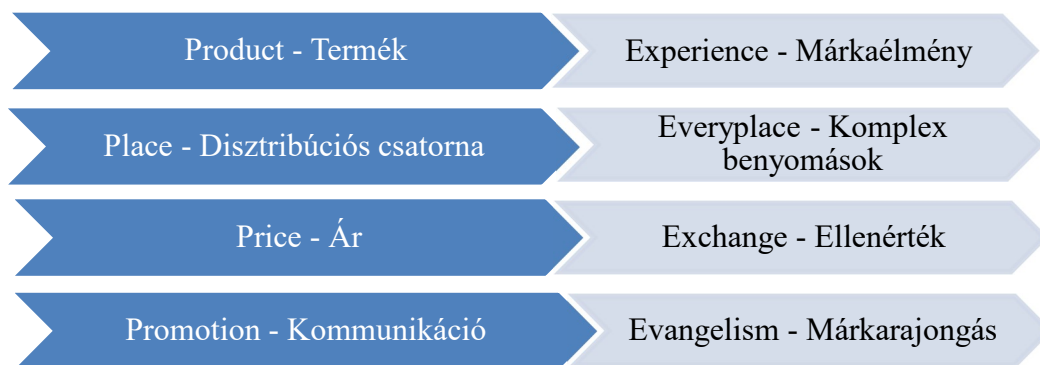 Product - Termék
Experience - Márkaélmény
Place - Disztribúciós csatorna
Everyplace - Komplex
benyomások
Price - Ár
Exchange - Ellenérték
Promotion - Kommunikáció
Evangelism - Márkarajongás